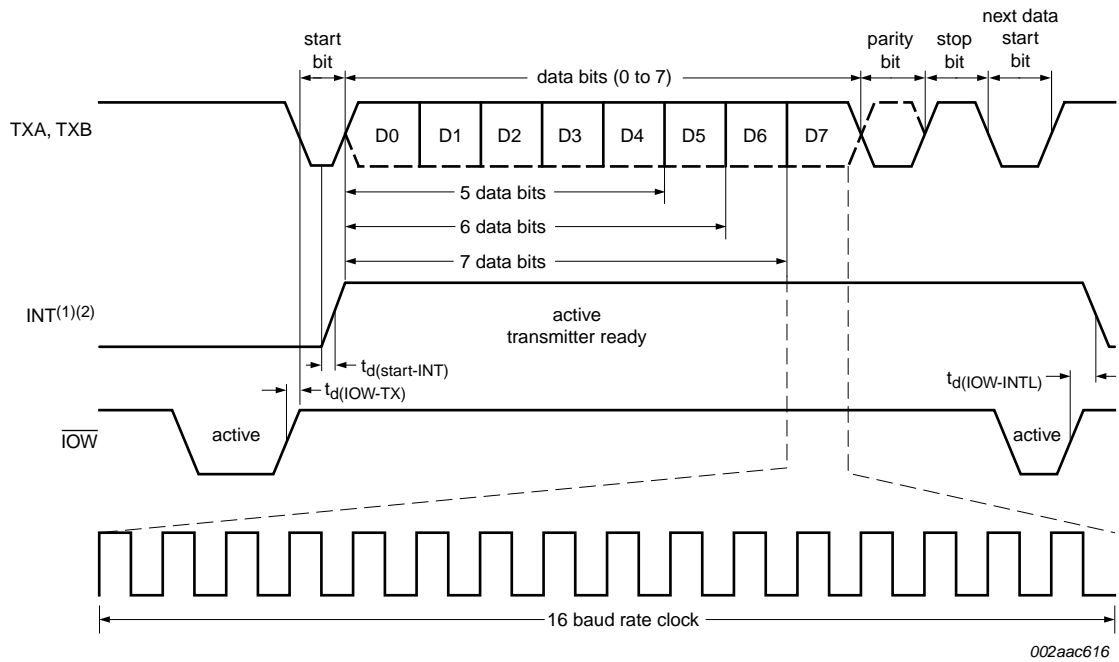 start
bit
data bits (0 to 7)
parity
bit
stop
bit
next data
start
bit
TXA, TXB
D0 D1 D2 D3 D4 D5 D6 D7
5 data bits
6 data bits
7 data bits
INT(1)(2)
active
transmitter ready
td(start-INT)
td(IOW-TX)
td(IOW-INTL)
IOW
active
active
16 baud rate clock
002aac616